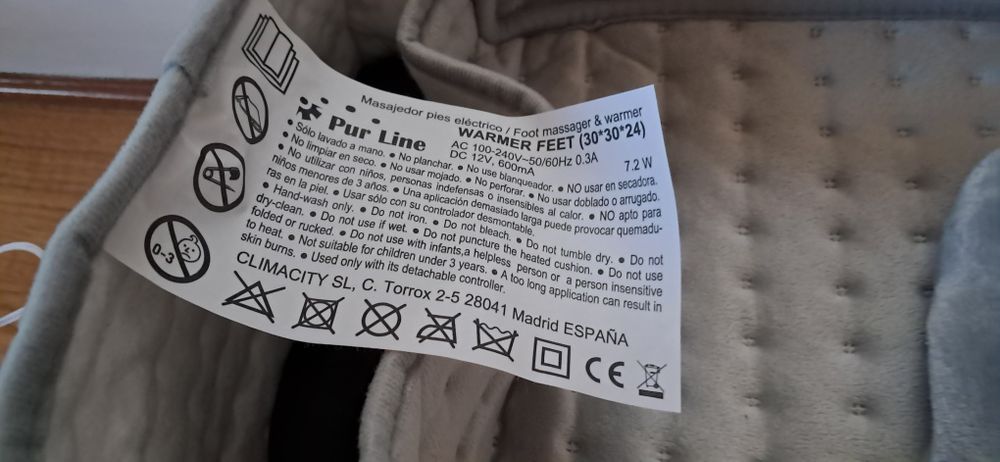 Masajedor pies eléctrico / Foot massager & warmer
Pur Line
WARMER FEET (30*30*24)
AC 100-240V~50/60Hz 0.3A
DC 12V, 600mA 7.2 W
• Sólo lavado a mano. • No planchar. • No use blanqueador. • NO usar en secadora.
• No limpiar en seco. • No usar mojado. • No perforar. • No usar doblado o arrugado.
• No utilizar con niños, personas indefensas o insensibles al calor. • NO apto para
niños menores de 3 años. • Una aplicación demasiado larga puede provocar quemadu-
ras en la piel. • Usar sólo con su controlador desmontable.
• Hand-wash only. • Do not iron. • Do not bleach. • Do not tumble dry. • Do not
dry-clean. • Do not use if wet. • Do not puncture the heated cushion. • Do not use
folded or rucked. • Do not use with infants,a helpless person or a person insensitive
to heat. • Not suitable for children under 3 years. • A too long application can result in
skin burns. • Used only with its detachable controller.
CLIMACITY SL, C. Torrox 2-5 28041 Madrid ESPAÑA
0-3
CE